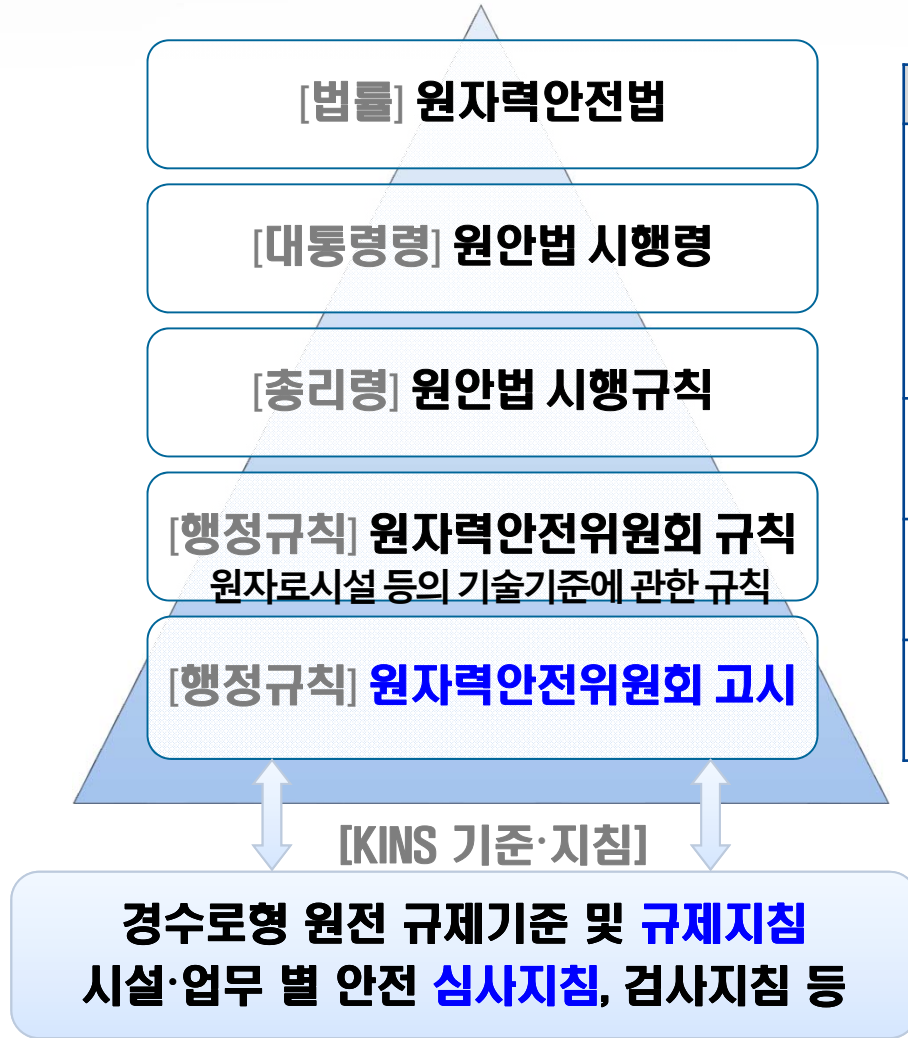 [법률] 원자력안전법
[대통령령] 원안법 시행령
[총리령] 원안법 시행규칙
[행정규칙] 원자력안전위원회 규칙
원자로시설 등의 기술기준에 관한 규칙
[행정규칙] 원자력안전위원회 고시
[KINS 기준·지침]
경수로형 원전 규제기준 및 규제지침
시설·업무 별 안전 심사지침, 검사지침 등